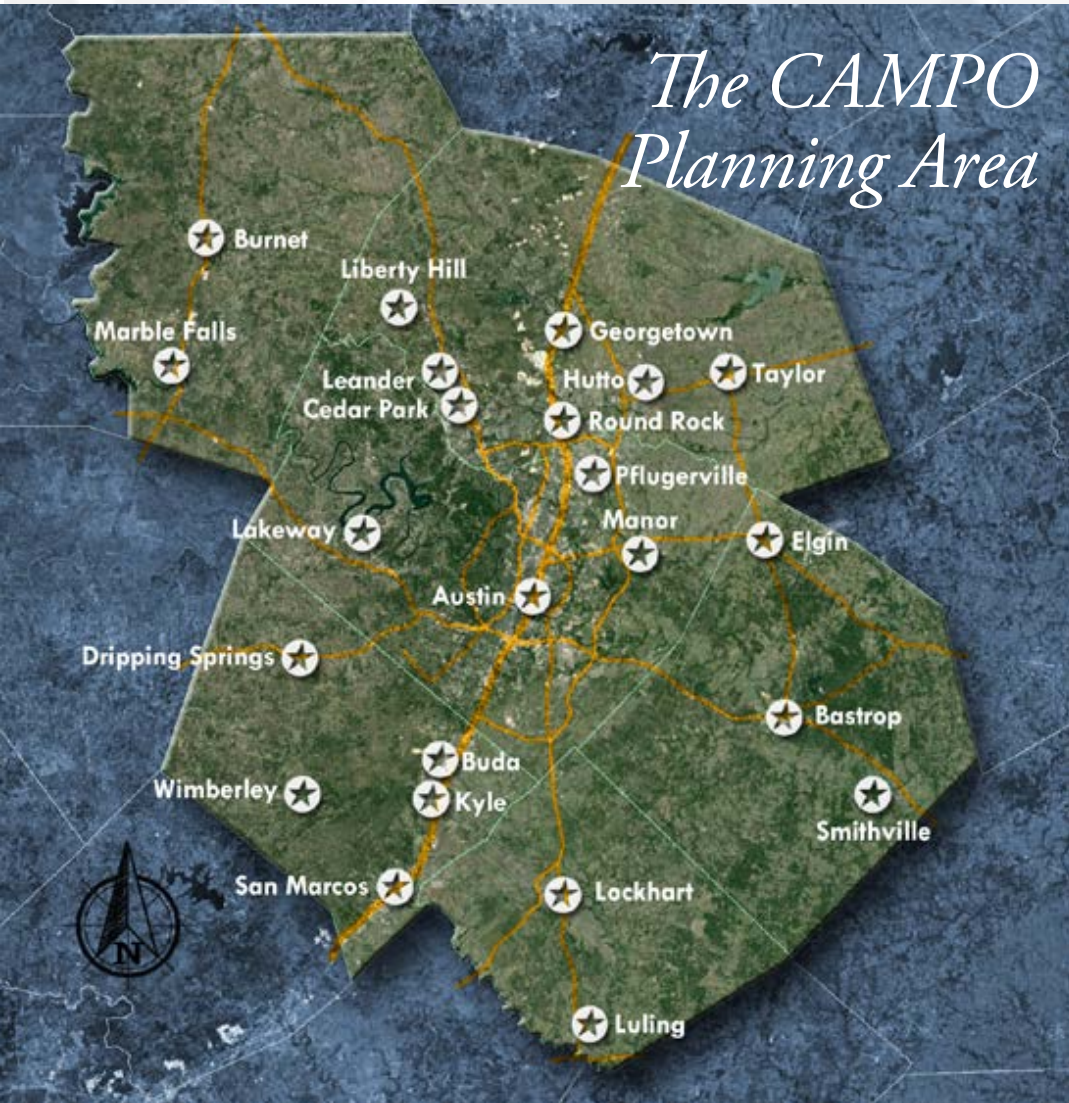 The CAMPO
Planning Area
Burnet
Liberty Hill
Marble Falls
Georgetown
Leander
Hutto
Taylor
Cedar Park
Round Rock
Pflugerville
Manor
Lakeway
Elgin
Austin
Dripping Springs
Bastrop
Buda
Wimberley
Kyle
Smithville
San Marcos
Lockhart
N
Luling